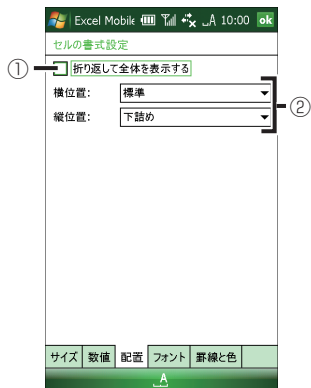 Excel Mobile A 10:00 ok
セルの書式設定
① 折り返して全体を表示する
横位置: 標準
縦位置: 下詰め
②
サイズ 数値 配置 フォント 罫線と色
A